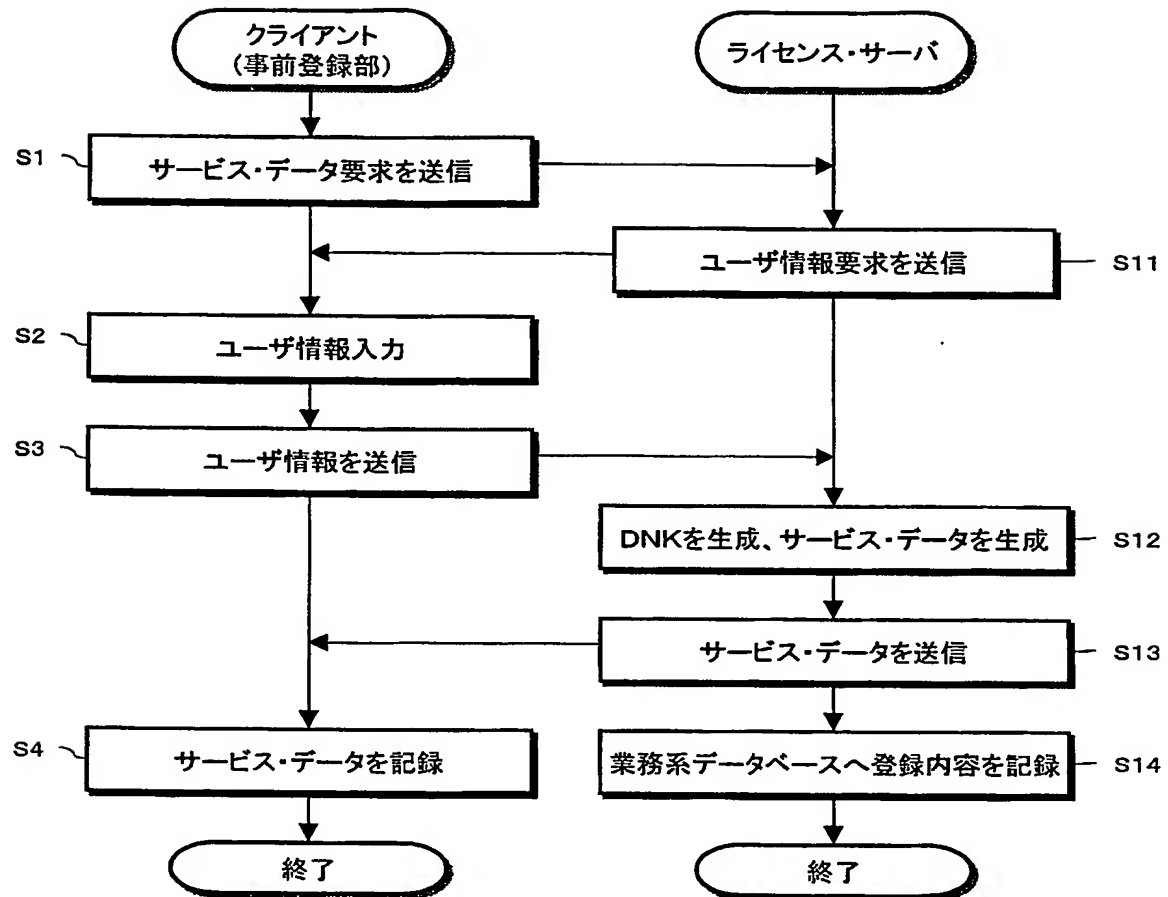 クライアント
(事前登録部)
ライセンス・サーバ
S1
サービス・データ要求を送信
ユーザ情報要求を送信
S11
S2
ユーザ情報入力
S3
ユーザ情報を送信
DNKを生成、サービス・データを生成
S12
サービス・データを送信
S13
S4
サービス・データを記録
業務系データベースへ登録内容を記録
S14
終了
終了